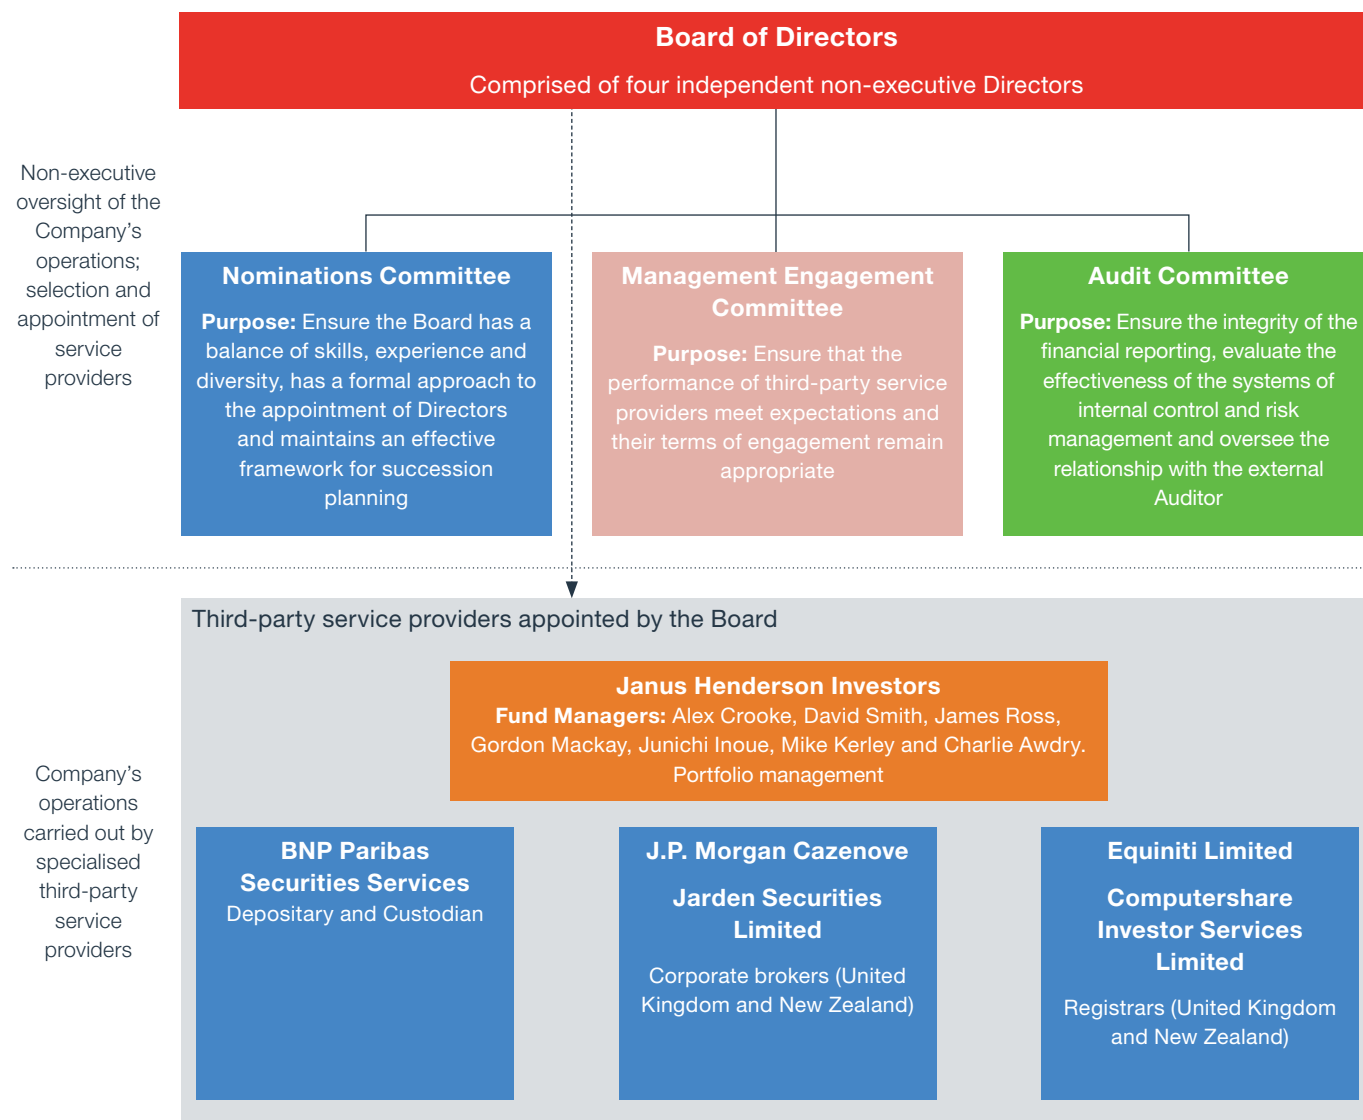 Board of Directors
Comprised of four independent non-executive Directors
Non-executive
oversight of the
Company’s
operations;
selection and
appointment of
service
providers
Nominations Committee
Purpose: Ensure the Board has a
balance of skills, experience and
diversity, has a formal approach to
the appointment of Directors
and maintains an effective
framework for succession
planning
Management Engagement
Committee
Purpose: Ensure that the
performance of third-party service
providers meet expectations and
their terms of engagement remain
appropriate
Audit Committee
Purpose: Ensure the integrity of the
financial reporting, evaluate the
effectiveness of the systems of
internal control and risk
management and oversee the
relationship with the external
Auditor
Company’s
operations
carried out by
specialised
third-party
service
providers
Third-party service providers appointed by the Board
Janus Henderson Investors
Fund Managers: Alex Crooke, David Smith, James Ross,
Gordon Mackay, Junichi Inoue, Mike Kerley and Charlie Awdry.
Portfolio management
BNP Paribas
Securities Services
Depositary and Custodian
J.P. Morgan Cazenove
Jarden Securities
Limited
Corporate brokers (United
Kingdom and New Zealand)
Equiniti Limited
Computershare
Investor Services
Limited
Registrars (United Kingdom
and New Zealand)